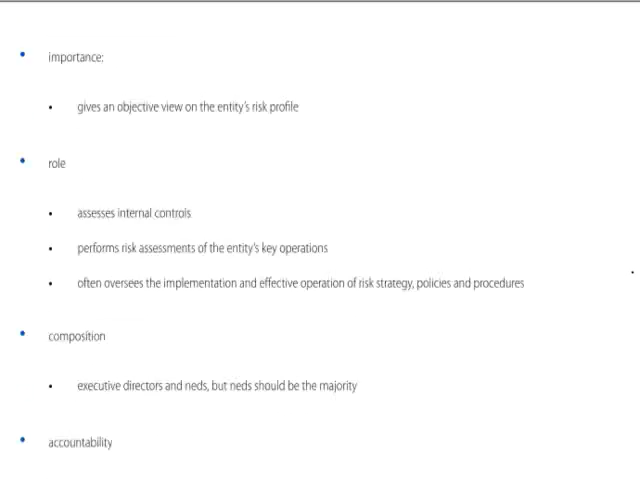 importance:
gives an objective view on the entity's risk profile
role
assesses internal controls
performs risk assessments of the entity's key operations
often oversees the implementation and effective operation of risk strategy, policies and procedures
composition
executive directors and neds, but neds should be the majority
accountability